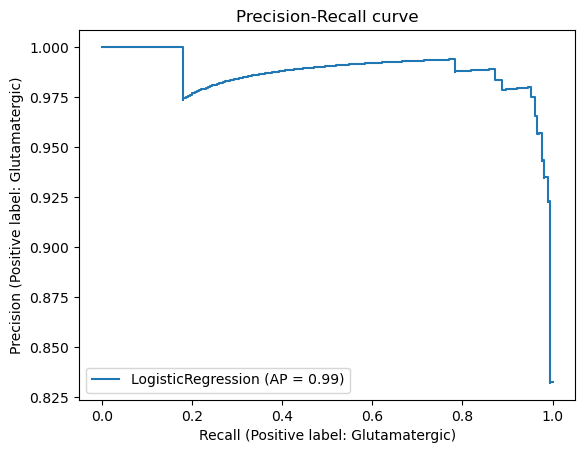 Precision-Recall curve
Precision (Positive label: Glutamatergic)
1.000
0.975
0.950
0.925
0.900
0.875
0.850
0.825
LogisticRegression (AP = 0.99)
0.0 0.2 0.4 0.6 0.8 1.0
Recall (Positive label: Glutamatergic)